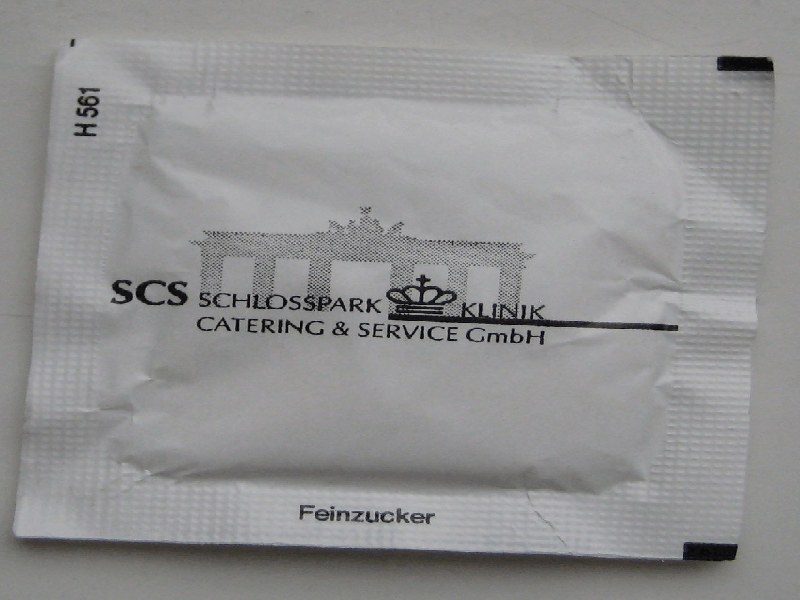 H 561
SCS SCHLOSSPARK KLINIK
CATERING & SERVICE GmbH
Feinzucker